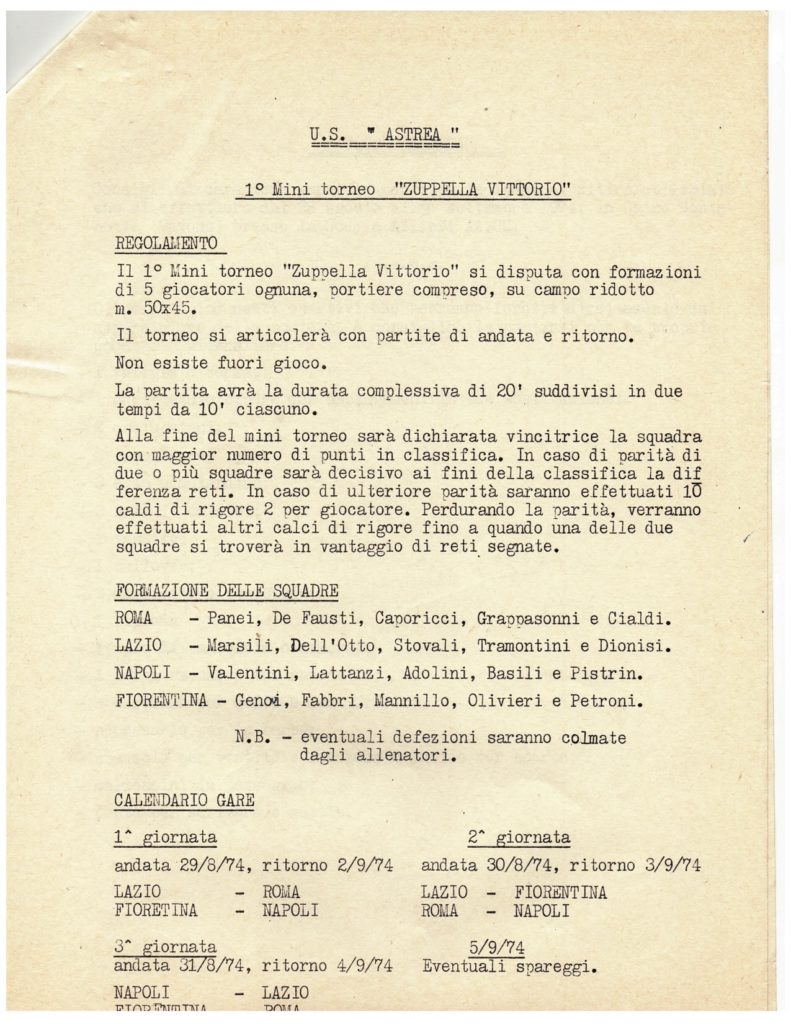 U.S. " ASTREA "
1° Mini torneo "ZUPPELLA VITTORIO"
REGOLAMENTO
Il 1° Mini torneo "Zuppella Vittorio" si disputa con formazioni
di 5 giocatori ognuna, portiere compreso, su campo ridotto
m. 50x45.
Il torneo si articolerà con partite di andata e ritorno.
Non esiste fuori gioco.
La partita avrà la durata complessiva di 20' suddivisi in due
tempi da 10' ciascuno.
Alla fine del mini torneo sarà dichiarata vincitrice la squadra
con maggior numero di punti in classifica. In caso di parità di
due o più squadre sarà decisivo ai fini della classifica la dif
ferenza reti. In caso di ulteriore parità saranno effettuati 10
caldi di rigore 2 per giocatore. Perdurando la parità, verranno
effettuati altri calci di rigore fino a quando una delle due
squadre si troverà in vantaggio di reti segnate.
FORMAZIONE DELLE SQUADRE
ROMA - Panei, De Fausti, Caporicci, Grappasonni e Cialdi.
LAZIO - Marsili, Dell'Otto, Stovali, Tramontini e Dionisi.
NAPOLI - Valentini, Lattanzi, Adolini, Basili e Pistrin.
FIORENTINA - Genovi, Fabbri, Mannillo, Olivieri e Petroni.
N.B. - eventuali defezioni saranno colmate
dagli allenatori.
CALENDARIO GARE
1^ giornata
andata 29/8/74, ritorno 2/9/74
LAZIO - ROMA
FIORETINA - NAPOLI
2^ giornata
andata 30/8/74, ritorno 3/9/74
LAZIO - FIORENTINA
ROMA - NAPOLI
3^ giornata
andata 31/8/74, ritorno 4/9/74
NAPOLI - LAZIO
FIORENTINA ROMA
5/9/74
Eventuali spareggi.